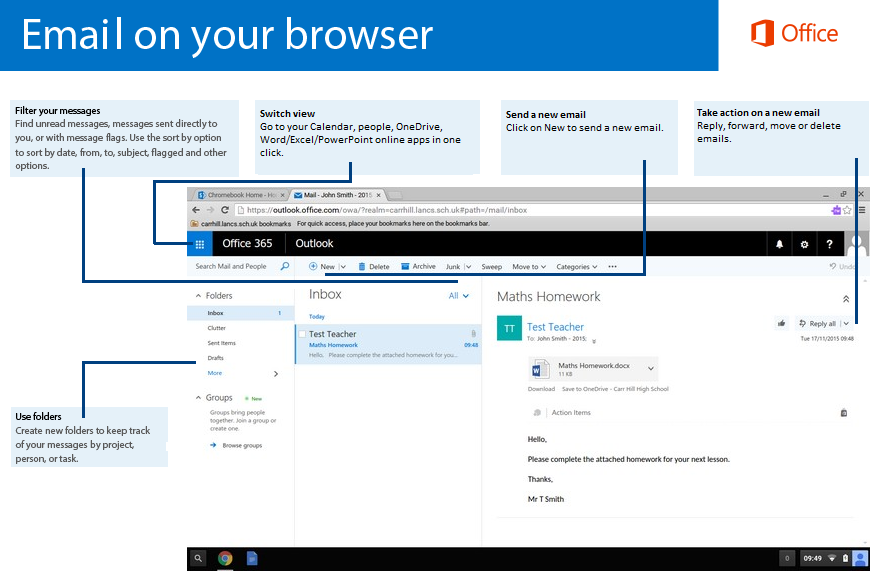 Email on your browser
Office
Filter your messages
Find unread messages, messages sent directly to
you, or with message flags. Use the sort by option
to sort by date, from, to, subject, flagged and other
options.
Switch view
Go to your Calendar, people, OneDrive,
Word/Excel/PowerPoint online apps in one
click.
Send a new email
Click on New to send a new email.
Take action on a new email
Reply, forward, move or delete
emails.
Chromebook Home - Ho
Mail - John Smith - 2015
https://outlook.office.com/owa/?realm=carrhill.lancs.sch.uk#path=/mail/inbox
carrhill.lancs.sch.uk bookmarks For quick access, place your bookmarks here on the bookmarks bar.
Office 365 Outlook ?
Search Mail and People New Delete Archive Junk Sweep Move to Categories ••• Undo
Folders
Inbox 1
Clutter
Sent Items
Drafts
More
Groups New
Groups bring people
together. Join a group or
create one.
Browse groups
Use folders
Create new folders to keep track
of your messages by project,
person, or task.
Inbox All
Today
Test Teacher
Maths Homework 09:48
Hello, Please complete the attached homework for you...
Maths Homework
TT Test Teacher Reply all
To: John Smith - 2015; Tue 17/11/2015 09:48
Maths Homework.docx
11 KB
Download Save to OneDrive - Carr Hill High School
Action Items
Hello,
Please complete the attached homework for your next lesson.
Thanks,
Mr T Smith
0 09:49